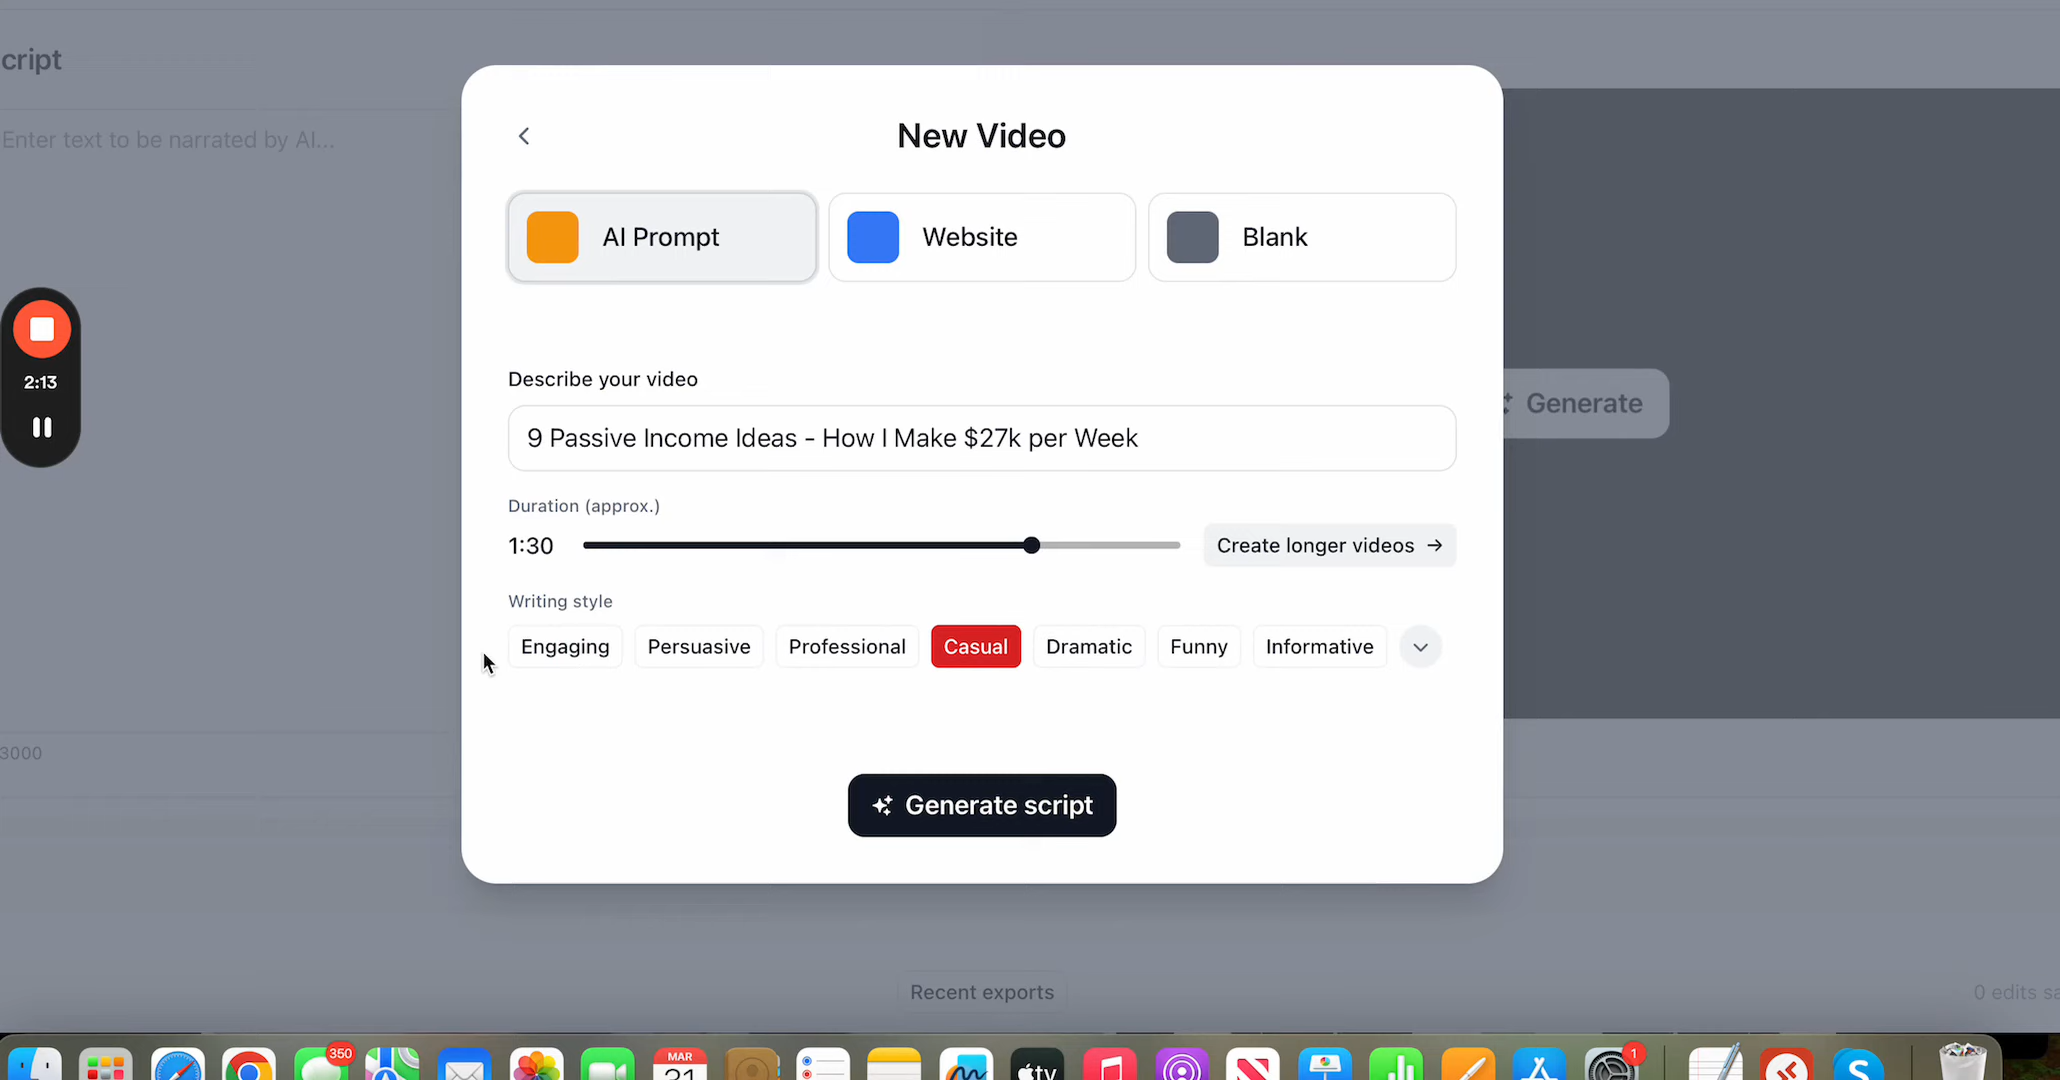 cript
Enter text to be narrated by AI...
New Video
AI Prompt
Website
Blank
2:13
Describe your video
9 Passive Income Ideas - How I Make $27k per Week
Generate
Duration (approx.)
1:30
Create longer videos →
Writing style
Engaging
Persuasive
Professional
Casual
Dramatic
Funny
Informative
3000
Generate script
Recent exports
0 edits sa
350
MAR
21
tv
1
S